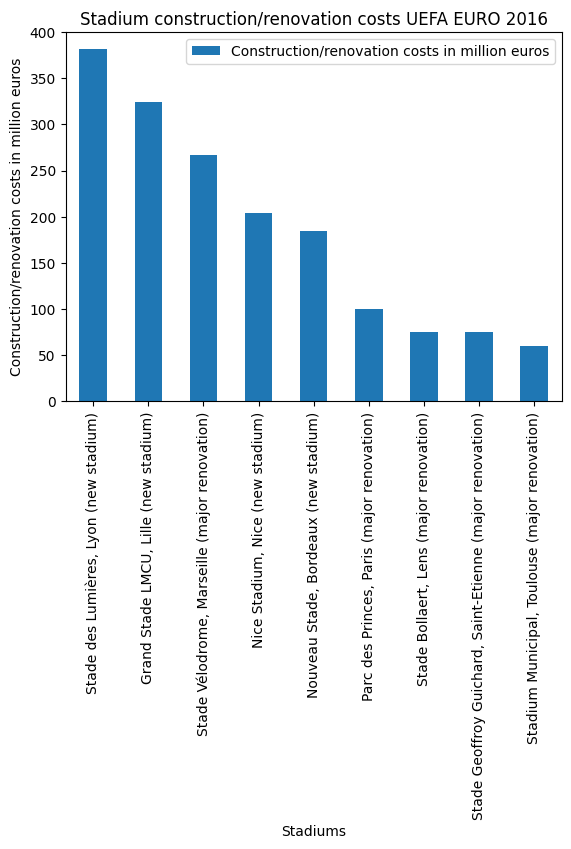 Stadium construction/renovation costs UEFA EURO 2016
Construction/renovation costs in million euros
Construction/renovation costs in million euros
400
350
300
250
200
150
100
50
0
Stade des Lumières, Lyon (new stadium)
Grand Stade LMCU, Lille (new stadium)
Stade Vélodrome, Marseille (major renovation)
Nice Stadium, Nice (new stadium)
Nouveau Stade, Bordeaux (new stadium)
Parc des Princes, Paris (major renovation)
Stade Bollaert, Lens (major renovation)
Stade Geoffroy Guichard, Saint-Etienne (major renovation)
Stadium Municipal, Toulouse (major renovation)
Stadiums